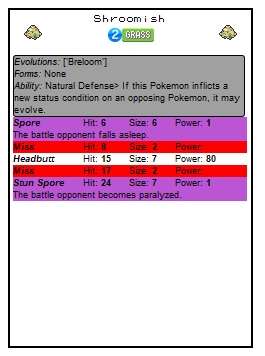 Shroomish
2 GRASS
Evolutions: ['Breloom']
Forms: None
Ability: Natural Defense> If this Pokemon inflicts a
new status condition on an opposing Pokemon, it may
evolve.
Spore Hit: 6 Size: 6 Power: 1
The battle opponent falls asleep.
Miss Hit: 8 Size: 2 Power:
Headbutt Hit: 15 Size: 7 Power: 80
Miss Hit: 17 Size: 2 Power:
Stun Spore Hit: 24 Size: 7 Power: 1
The battle opponent becomes paralyzed.